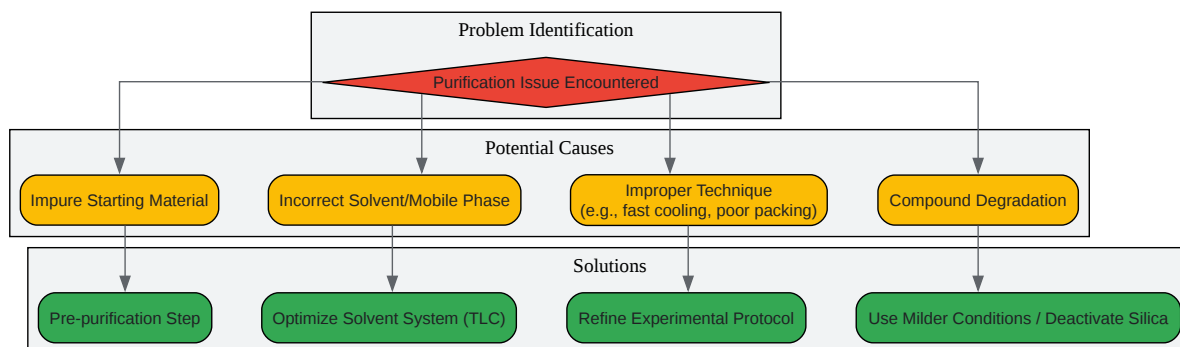 Problem Identification
Purification Issue Encountered
Potential Causes
Impure Starting Material
Incorrect Solvent/Mobile Phase
Improper Technique
(e.g., fast cooling, poor packing)
Compound Degradation
Solutions
Pre-purification Step
Optimize Solvent System (TLC)
Refine Experimental Protocol
Use Milder Conditions / Deactivate Silica